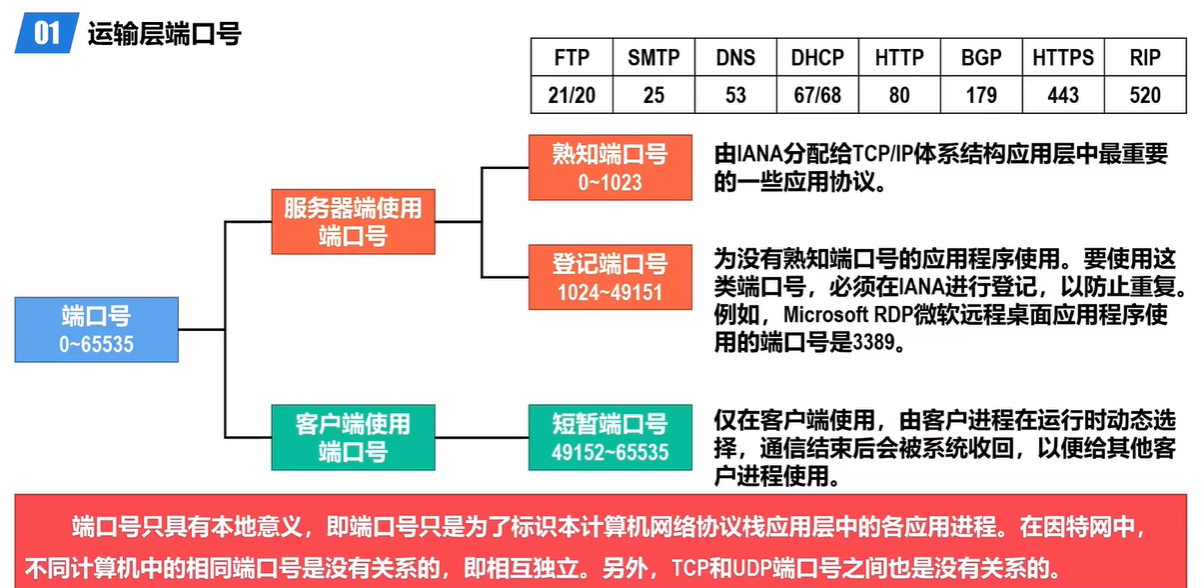 01 运输层端口号
FTP SMTP DNS DHCP HTTP BGP HTTPS RIP
21/20 25 53 67/68 80 179 443 520
熟知端口号
0~1023
由IANA分配给TCP/IP体系结构应用层中最重要
的一些应用协议。
服务器端使用
端口号
登记端口号
1024~49151
为没有熟知端口号的应用程序使用。要使用这
类端口号，必须在IANA进行登记，以防止重复。
例如，Microsoft RDP微软远程桌面应用程序使
用的端口号是3389。
端口号
0~65535
客户端使用
端口号
短暂端口号
49152~65535
仅在客户端使用，由客户进程在运行时动态选
择，通信结束后会被系统收回，以便给其他客
户进程使用。
端口号只具有本地意义，即端口号只是为了标识本计算机网络协议栈应用层中的各应用进程。在因特网中，
不同计算机中的相同端口号是没有关系的，即相互独立。另外，TCP和UDP端口号之间也是没有关系的。